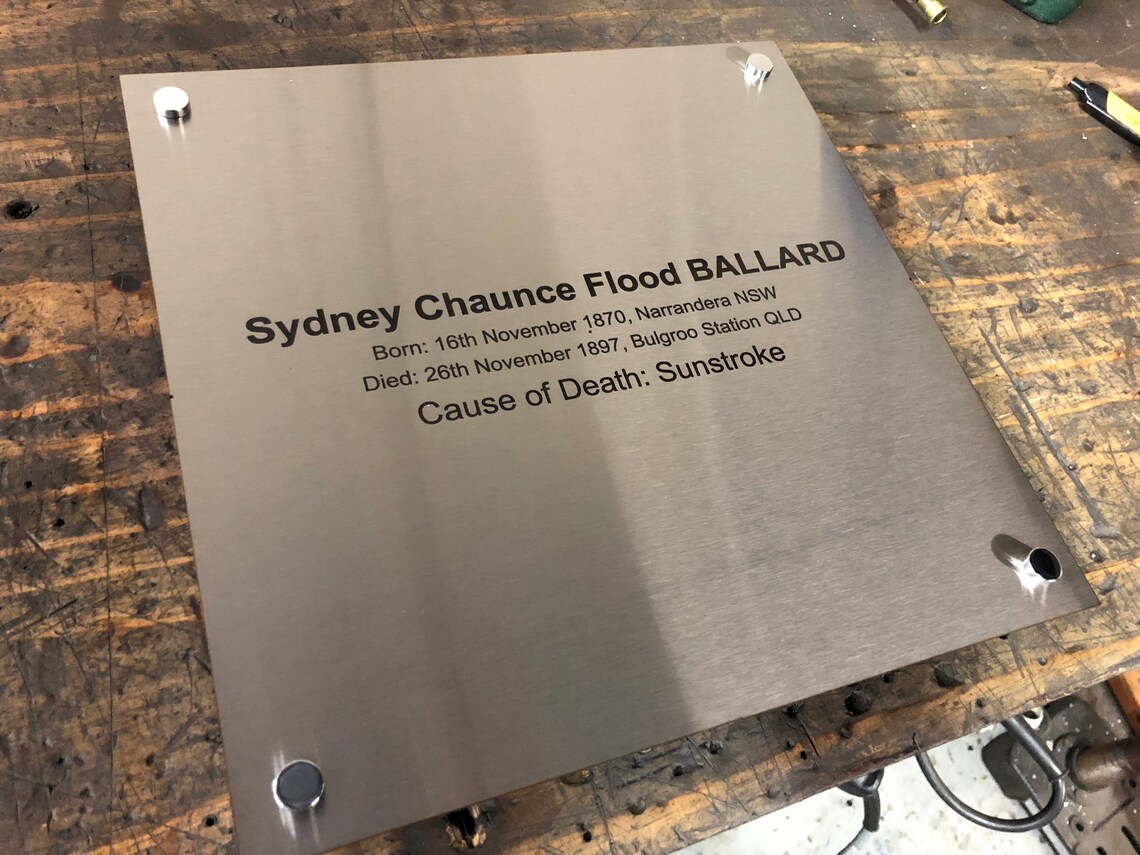 Sydney Chaunce Flood BALLARD
Born: 16th November 1870, Narrandera NSW
Died: 26th November 1897, Bulgroo Station QLD
Cause of Death: Sunstroke